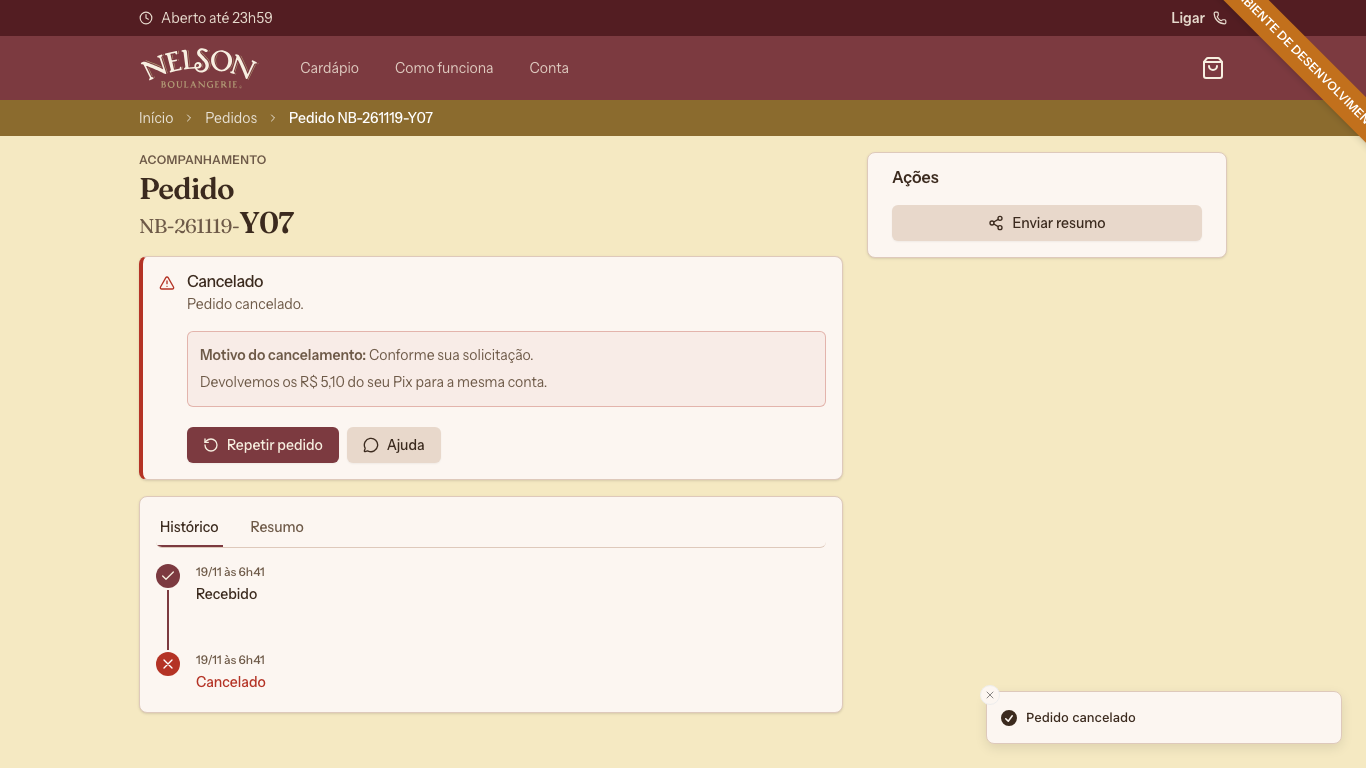 Aberto até 23h59
Ligar
NELSON
BOULANGERIE
Cardápio
Como funciona
Conta
BIENTE DE DESENVOLVIMEN
Início
Pedidos
Pedido NB-261119-Y07
ACOMPANHAMENTO
Pedido
NB-261119-Y07
Cancelado
Pedido cancelado.
Motivo do cancelamento: Conforme sua solicitação.
Devolvemos os R$ 5,10 do seu Pix para a mesma conta.
Repetir pedido
Ajuda
Histórico
Resumo
19/11 às 6h41
Recebido
19/11 às 6h41
Cancelado
Ações
Enviar resumo
Pedido cancelado